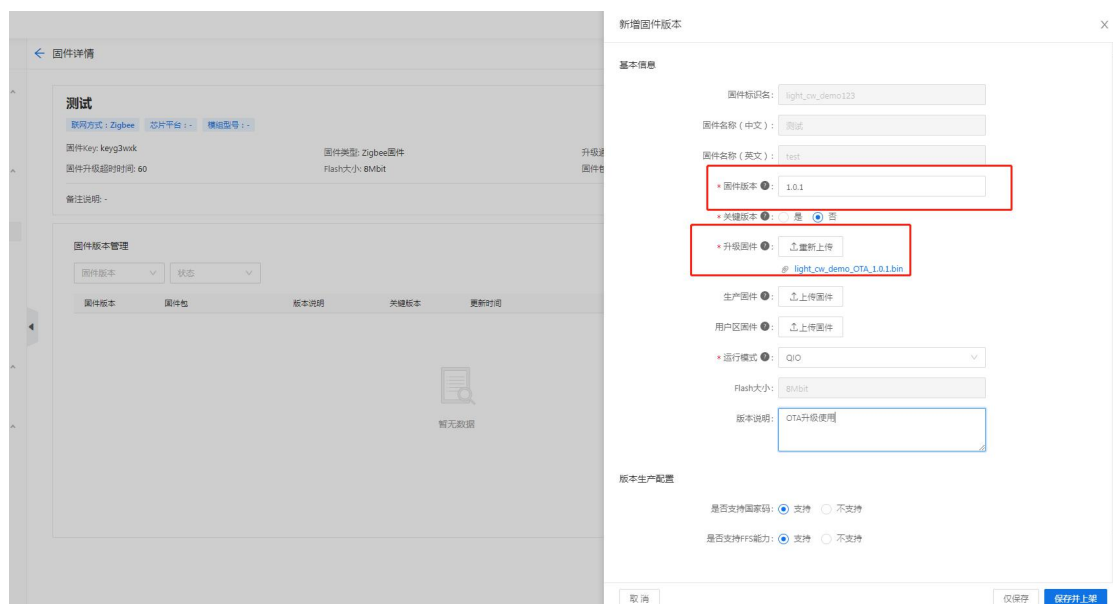 固件详情
测试
联网方式：Zigbee 芯片平台：- 模组型号：-
固件Key: keyg3wxk 固件类型: Zigbee固件
固件升级超时时间: 60 Flash大小: 8Mbit
备注说明: -
固件版本管理
固件版本 状态
固件版本 固件包 版本说明 关键版本 更新时间
暂无数据
新增固件版本
基本信息
固件标识名： light_cw_demo123
固件名称（中文）： 测试
固件名称（英文）： test
* 固件版本 ?： 1.0.1
* 关键版本 ?： 是 否
* 升级固件 ?： 重新上传
light_cw_demo_OTA_1.0.1.bin
生产固件 ?： 上传固件
用户区固件 ?： 上传固件
* 运行模式 ?： QIO
Flash大小： 8Mbit
版本说明： OTA升级使用
版本生产配置
是否支持国家码： 支持 不支持
是否支持FFS能力： 支持 不支持
取消 仅保存 保存并上架